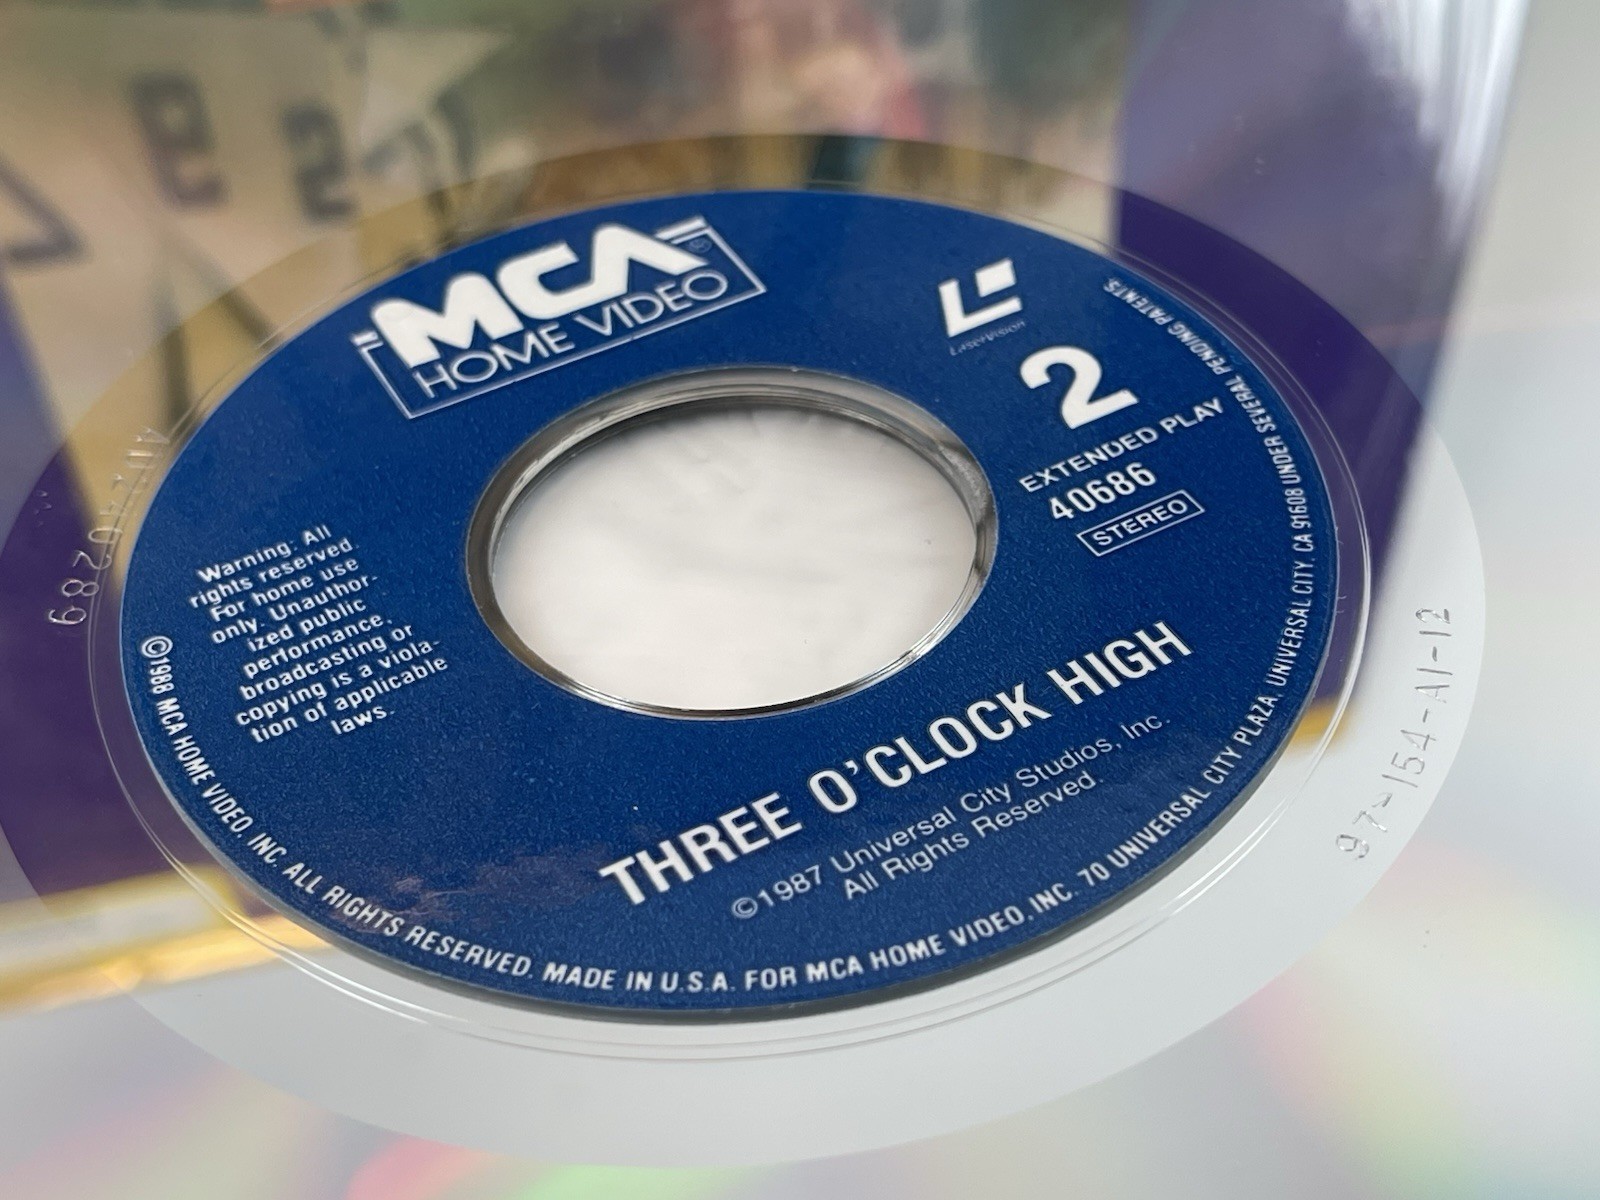 MCA®
HOME VIDEO
LaserVision
2
EXTENDED PLAY
40686
STEREO
Warning: All
rights reserved.
For home use
only. Unauthor-
ized public
performance,
broadcasting or
copying is a viola-
tion of applicable
laws.
THREE O'CLOCK HIGH
©1987 Universal City Studios, Inc.
All Rights Reserved.
©1988 MCA HOME VIDEO, INC. ALL RIGHTS RESERVED. MADE IN U.S.A. FOR MCA HOME VIDEO, INC. 70 UNIVERSAL CITY PLAZA, UNIVERSAL CITY, CA 91608 UNDER SEVERAL PENDING PATENTS.
97-154-A1-12